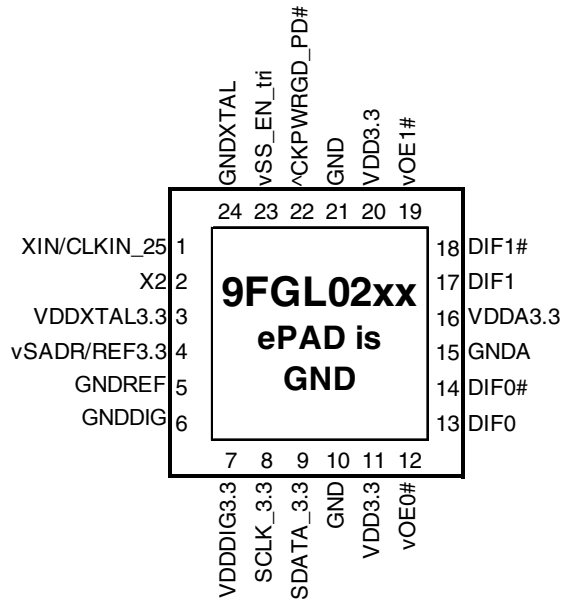 GNDXTAL
vSS_EN_tri
^CKPWRGD_PD#
GND
VDD3.3
vOE1#
24 23 22 21 20 19
XIN/CLKIN_25 1
X2 2
VDDXTAL3.3 3
vSADR/REF3.3 4
GNDREF 5
GNDDIG 6
9FGL02xx
ePAD is
GND
18 DIF1#
17 DIF1
16 VDDA3.3
15 GNDA
14 DIF0#
13 DIF0
7 8 9 10 11 12
VDDDIG3.3
SCLK_3.3
SDATA_3.3
GND
VDD3.3
vOE0#